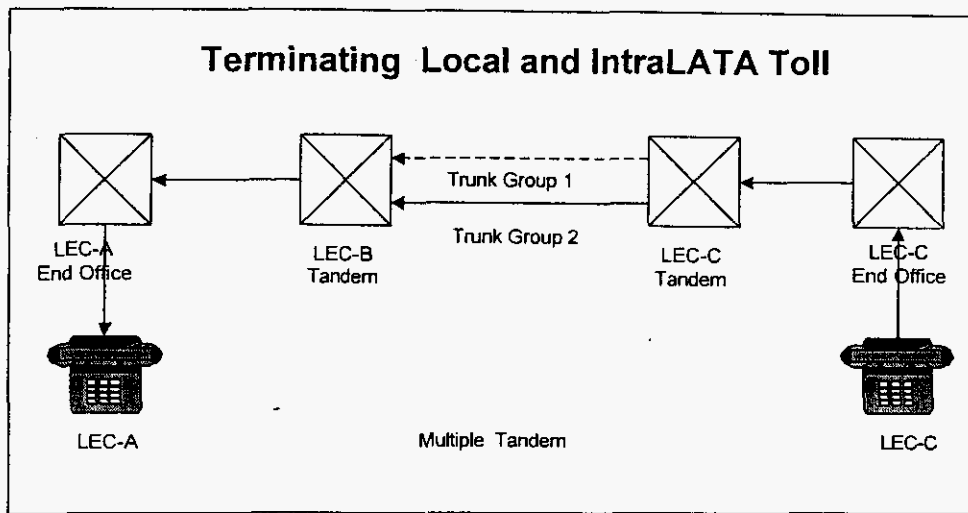 Terminating Local and IntraLATA Toll
Trunk Group 1
Trunk Group 2
LEC-A
End Office
LEC-B
Tandem
LEC-C
Tandem
LEC-C
End Office
LEC-A
Multiple Tandem
LEC-C